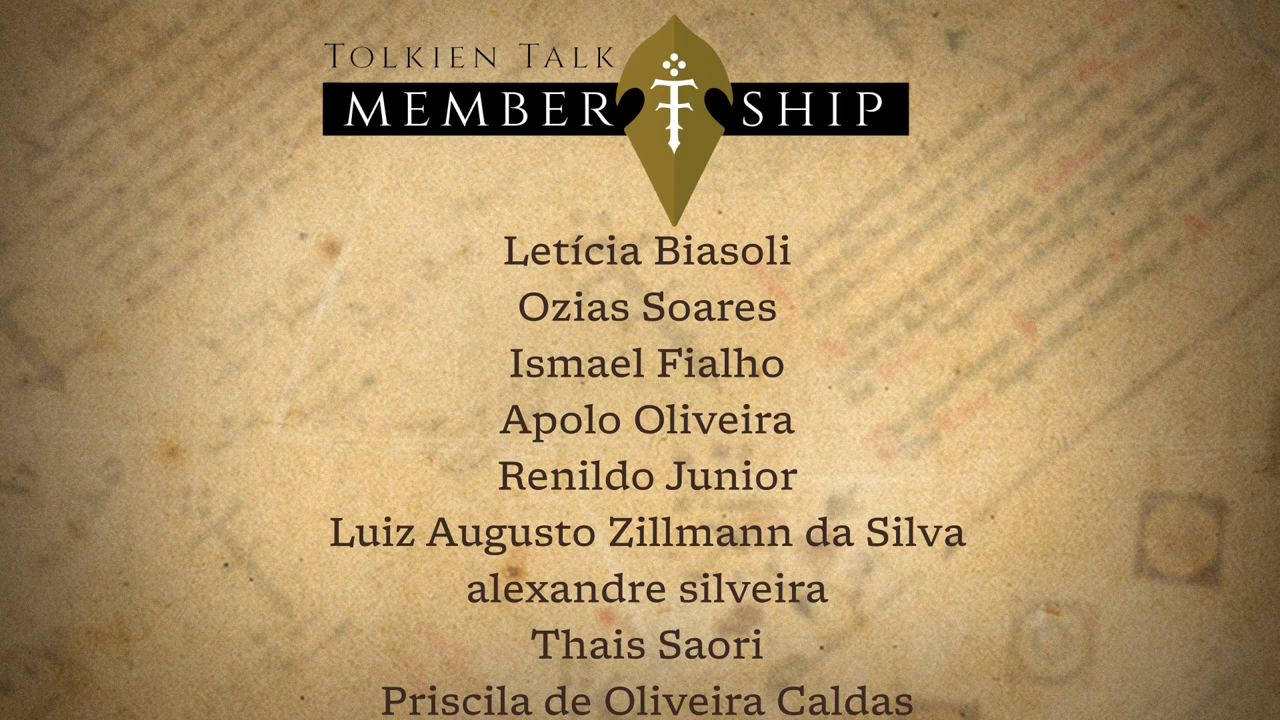 TOLKIEN TALK
MEMBERSHIP
Letícia Biasoli
Ozias Soares
Ismael Fialho
Apolo Oliveira
Renildo Junior
Luiz Augusto Zillmann da Silva
alexandre silveira
Thais Saori
Priscila de Oliveira Caldas